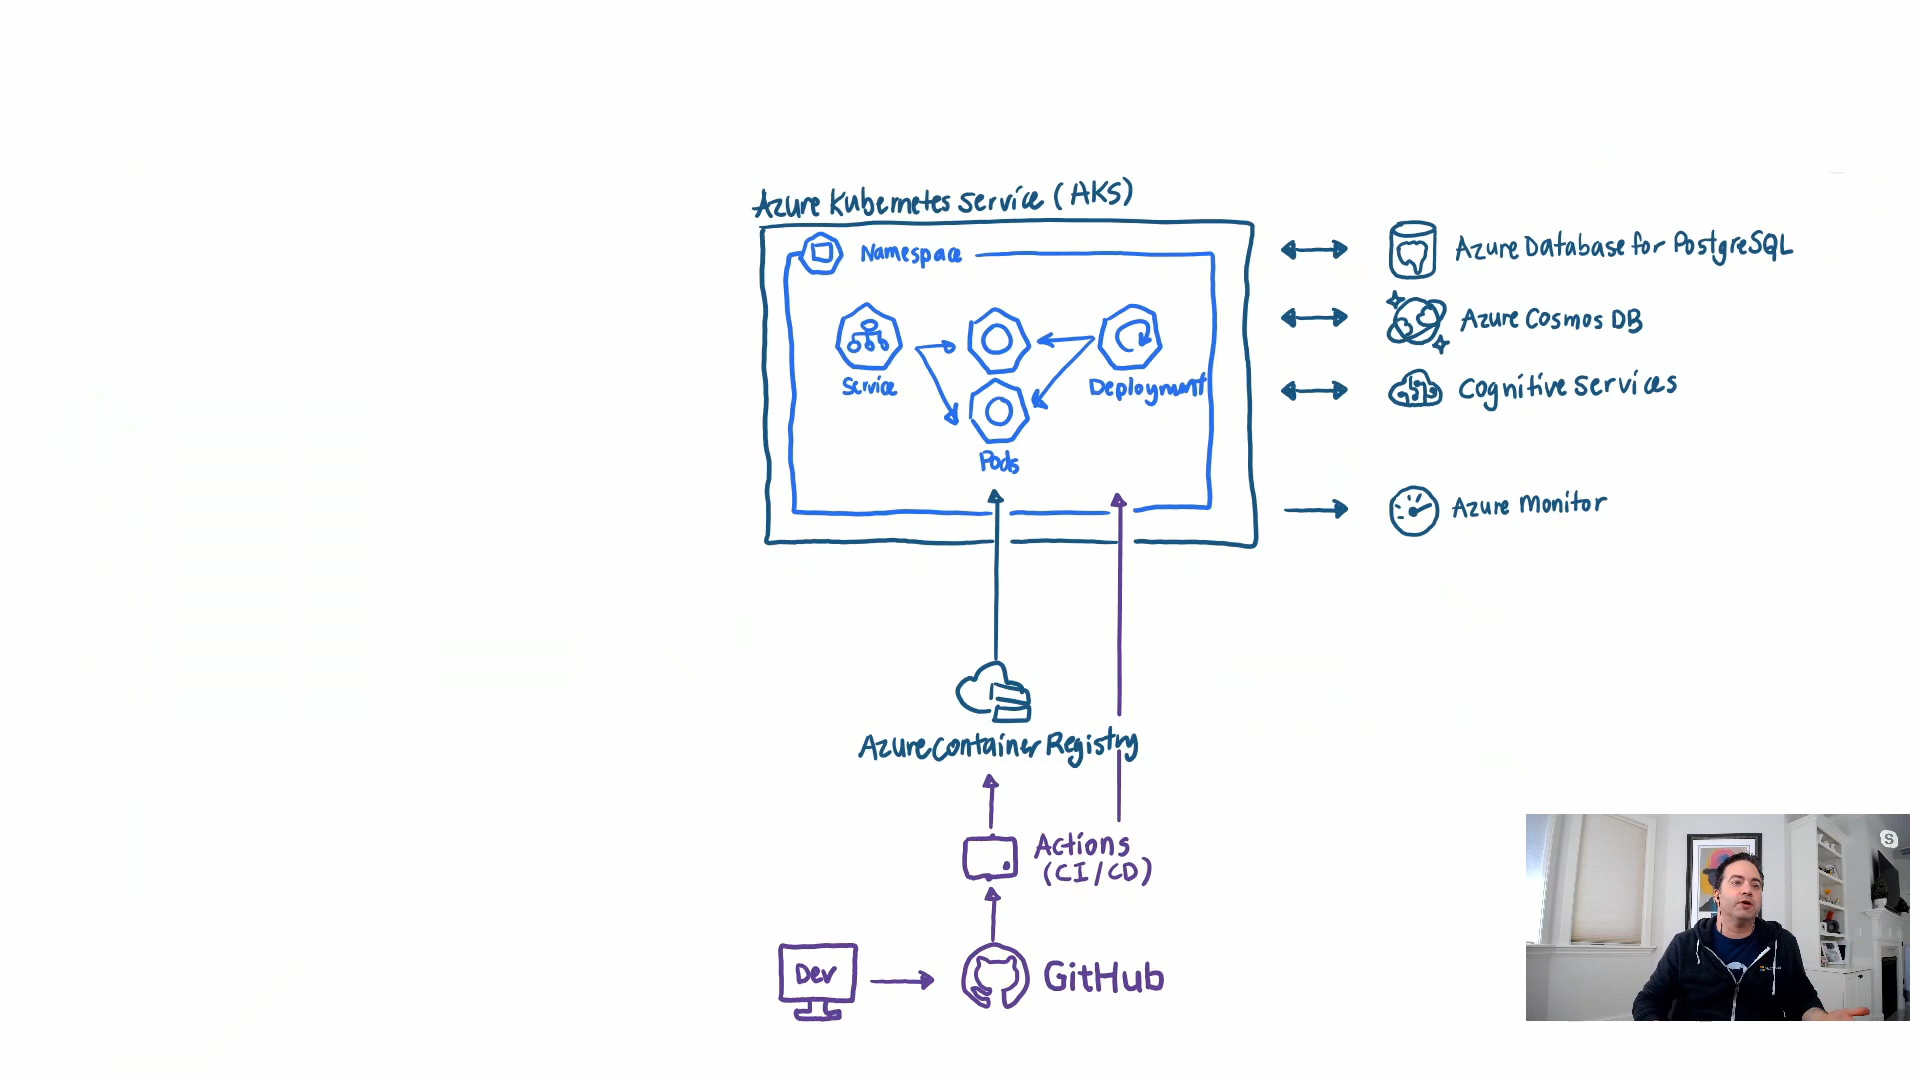 Azure Kubernetes Service (AKS)
Namespace
Service
Deployment
Pods
Azure Database for PostgreSQL
Azure Cosmos DB
Cognitive Services
Azure Monitor
Azure Container Registry
Actions
(CI/CD)
Dev
GitHub
S